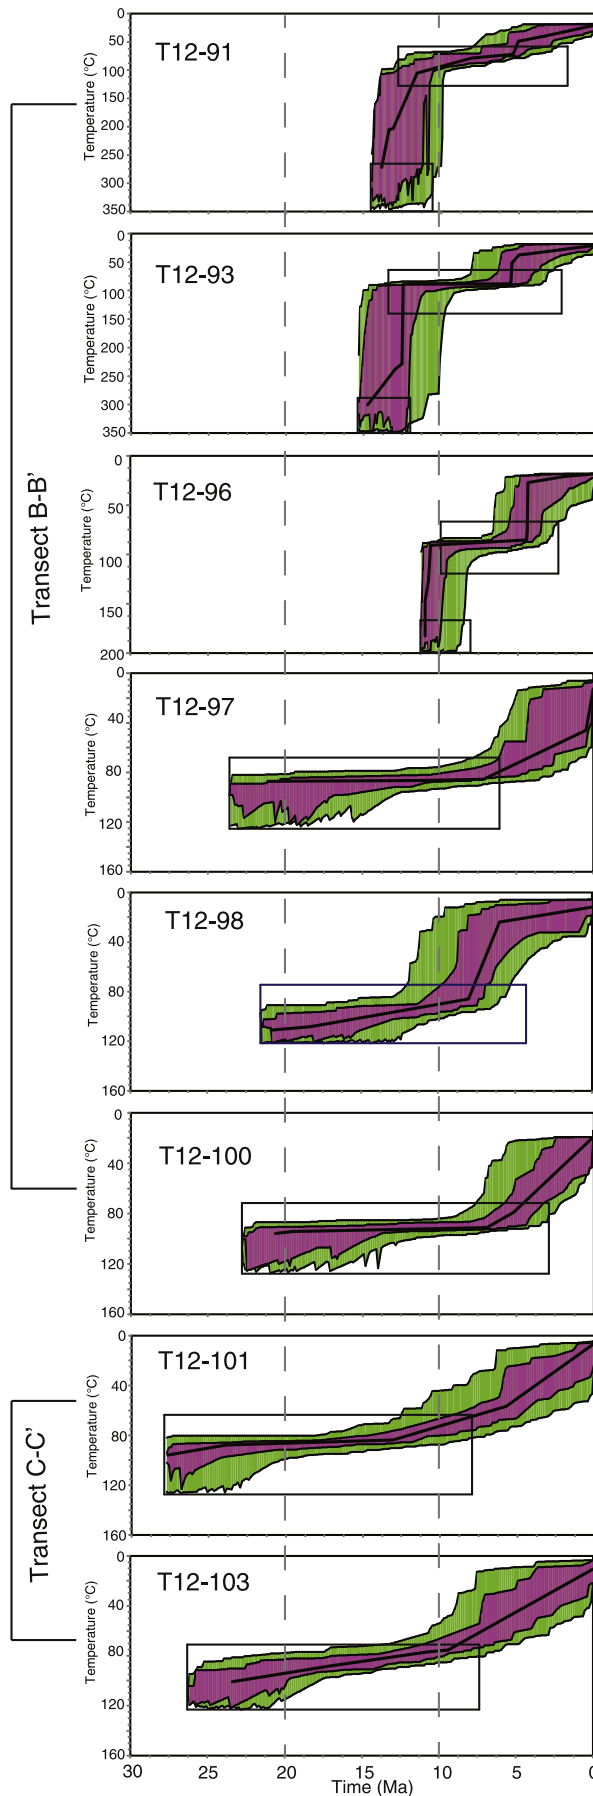 Transect B-B'
Transect C-C'
0
50
100
150
200
250
300
350
Temperature (°C)
T12-91
0
50
100
150
200
250
300
350
Temperature (°C)
T12-93
0
50
100
150
200
Temperature (°C)
T12-96
0
40
80
120
160
Temperature (°C)
T12-97
0
40
80
120
160
Temperature (°C)
T12-98
0
40
80
120
160
Temperature (°C)
T12-100
0
40
80
120
160
Temperature (°C)
T12-101
0
40
80
120
160
Temperature (°C)
T12-103
30 25 20 15 10 5 0
Time (Ma)